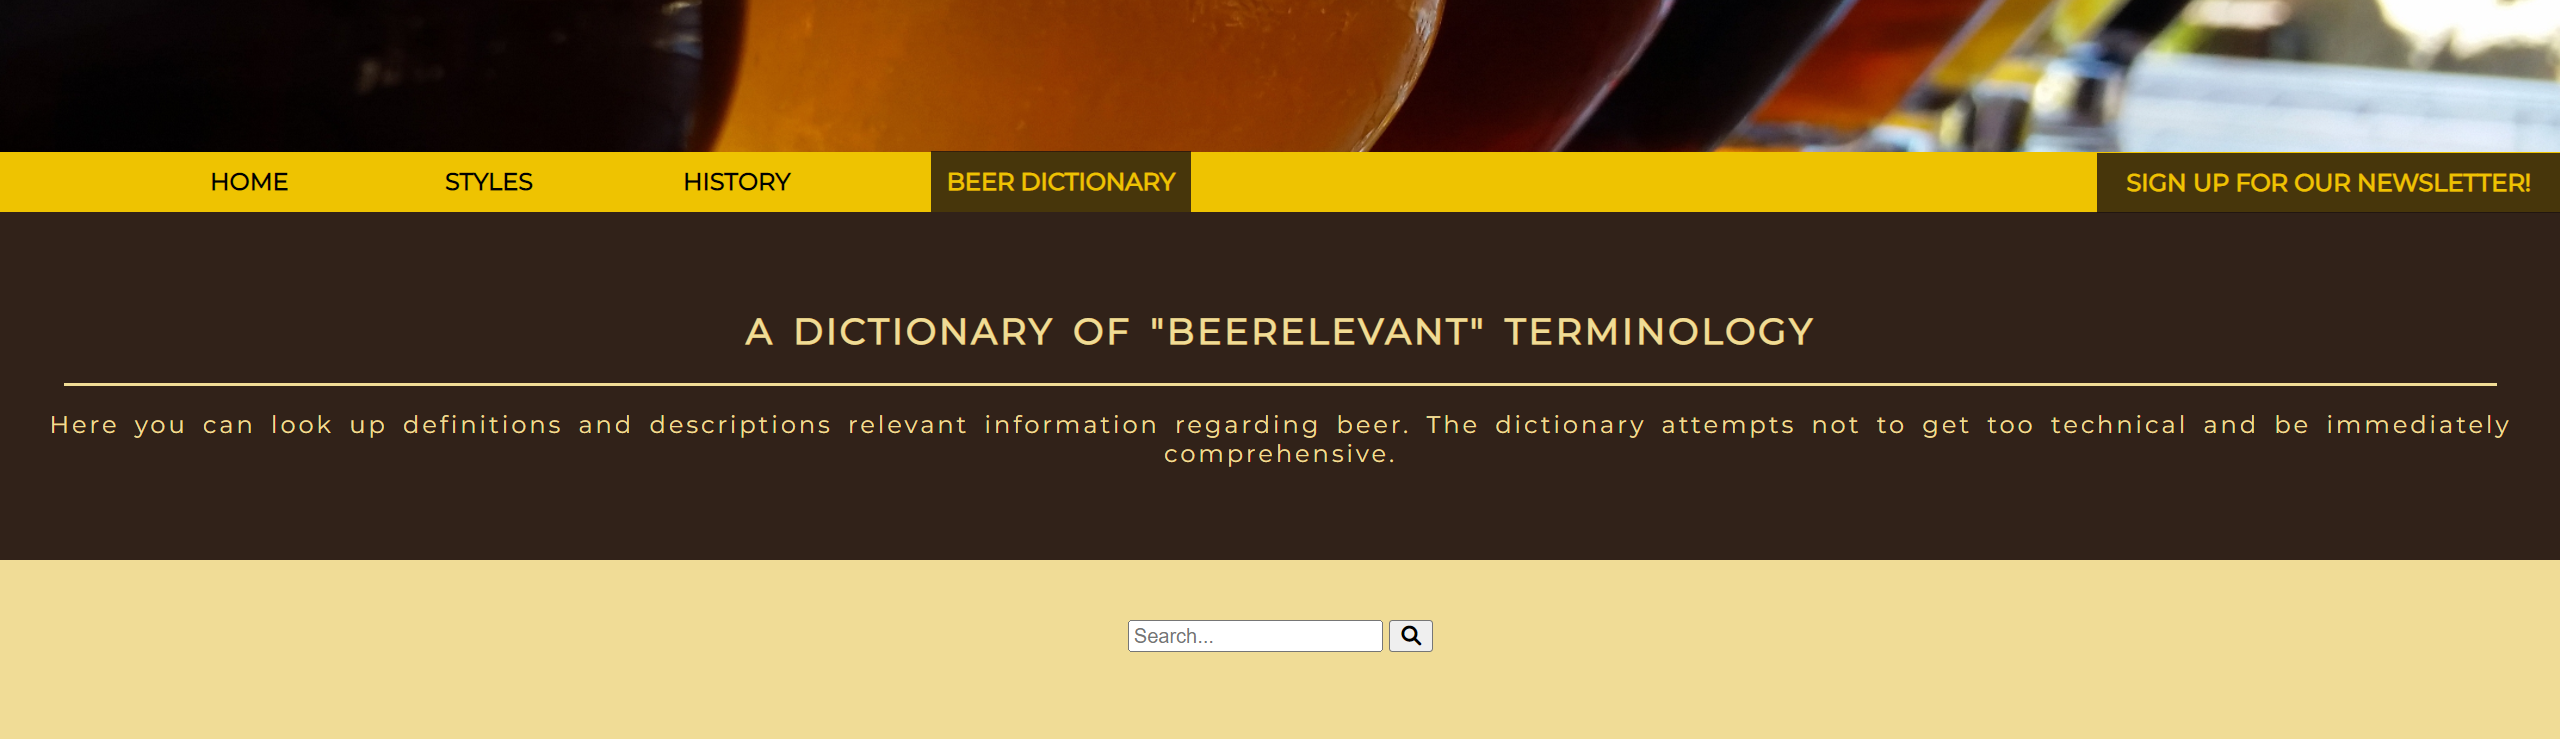 HOME STYLES HISTORY BEER DICTIONARY SIGN UP FOR OUR NEWSLETTER!
A DICTIONARY OF "BEERELEVANT" TERMINOLOGY
Here you can look up definitions and descriptions relevant information regarding beer. The dictionary attempts not to get too technical and be immediately
comprehensive.
Search...